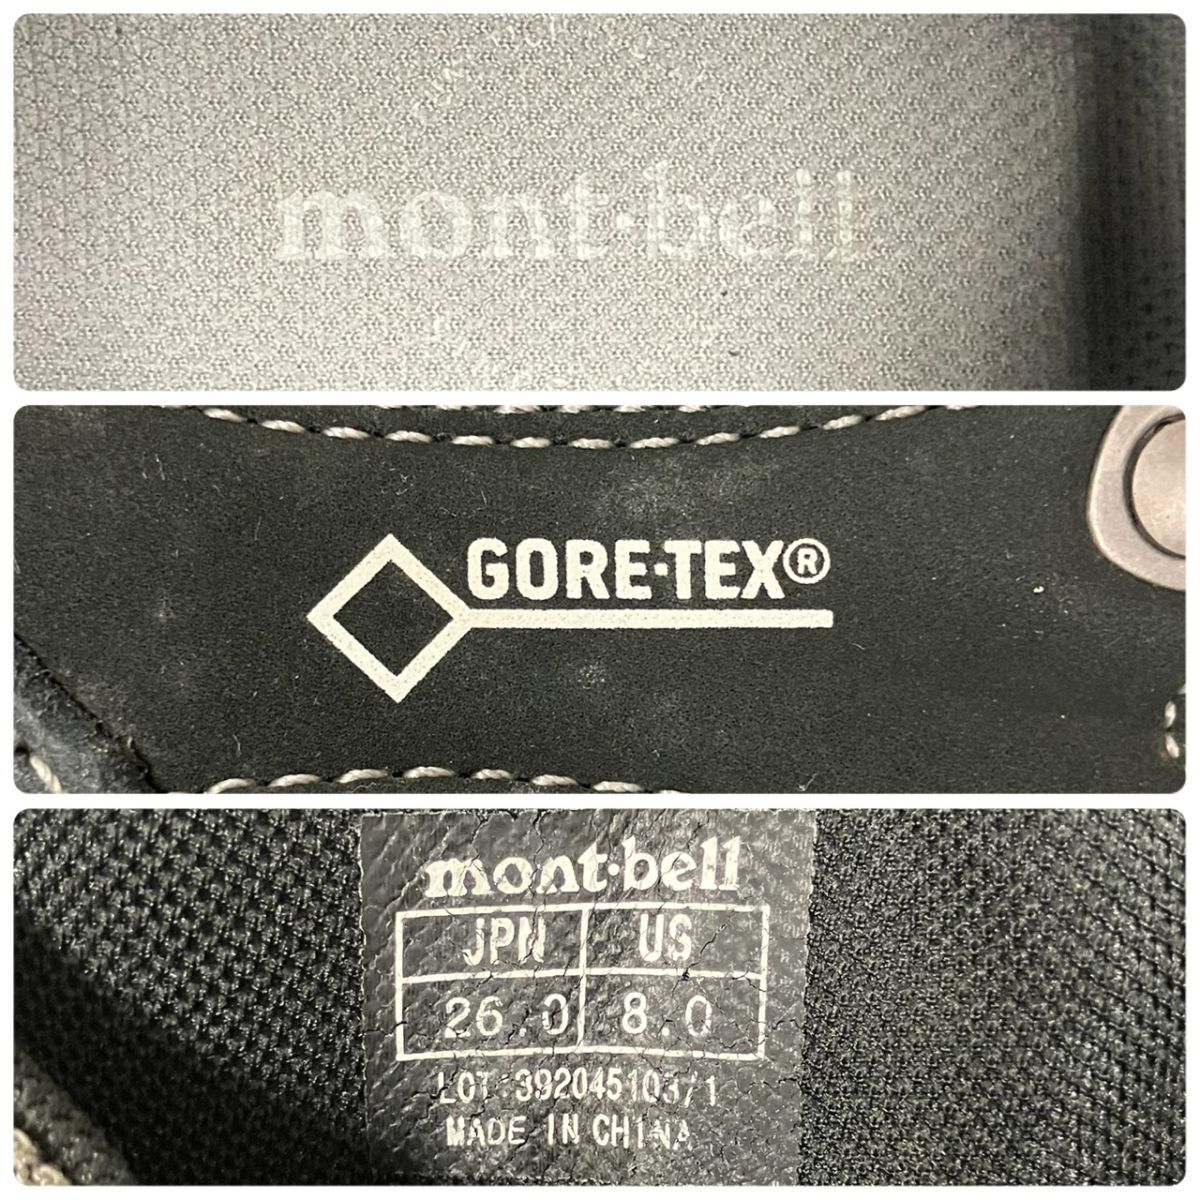 mont·bell
GORE-TEX®
mont·bell
JPN US
26.0 8.0
LOT:392045103/1
MADE IN CHINA